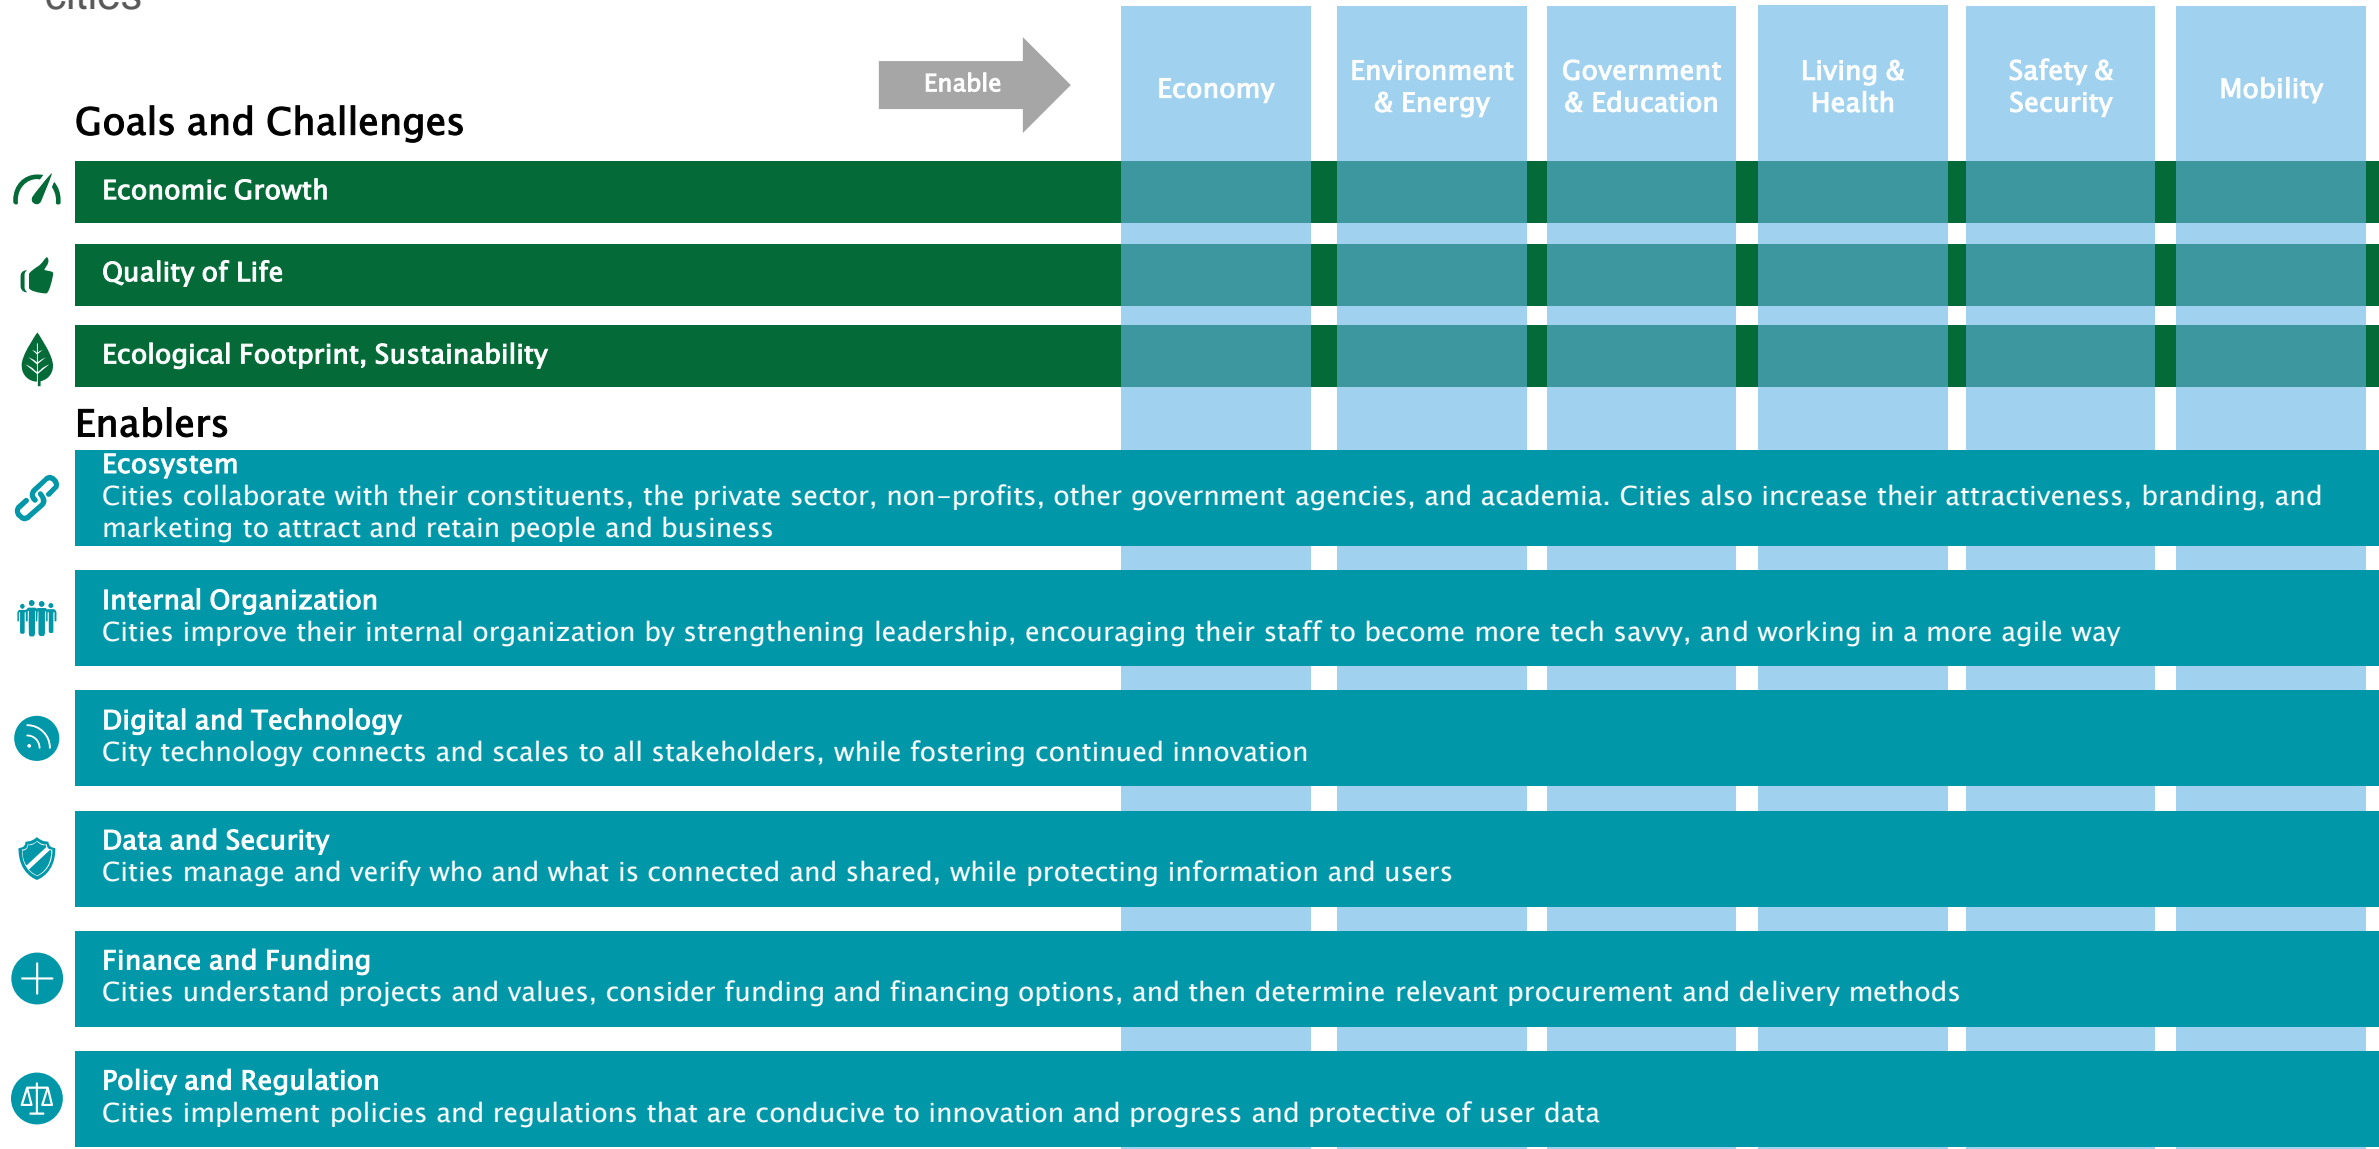 cities
Enable
Economy
Environment
& Energy
Government
& Education
Living &
Health
Safety &
Security
Mobility
Goals and Challenges
Economic Growth
Quality of Life
Ecological Footprint, Sustainability
Enablers
Ecosystem
Cities collaborate with their constituents, the private sector, non-profits, other government agencies, and academia. Cities also increase their attractiveness, branding, and
marketing to attract and retain people and business
Internal Organization
Cities improve their internal organization by strengthening leadership, encouraging their staff to become more tech savvy, and working in a more agile way
Digital and Technology
City technology connects and scales to all stakeholders, while fostering continued innovation
Data and Security
Cities manage and verify who and what is connected and shared, while protecting information and users
Finance and Funding
Cities understand projects and values, consider funding and financing options, and then determine relevant procurement and delivery methods
Policy and Regulation
Cities implement policies and regulations that are conducive to innovation and progress and protective of user data